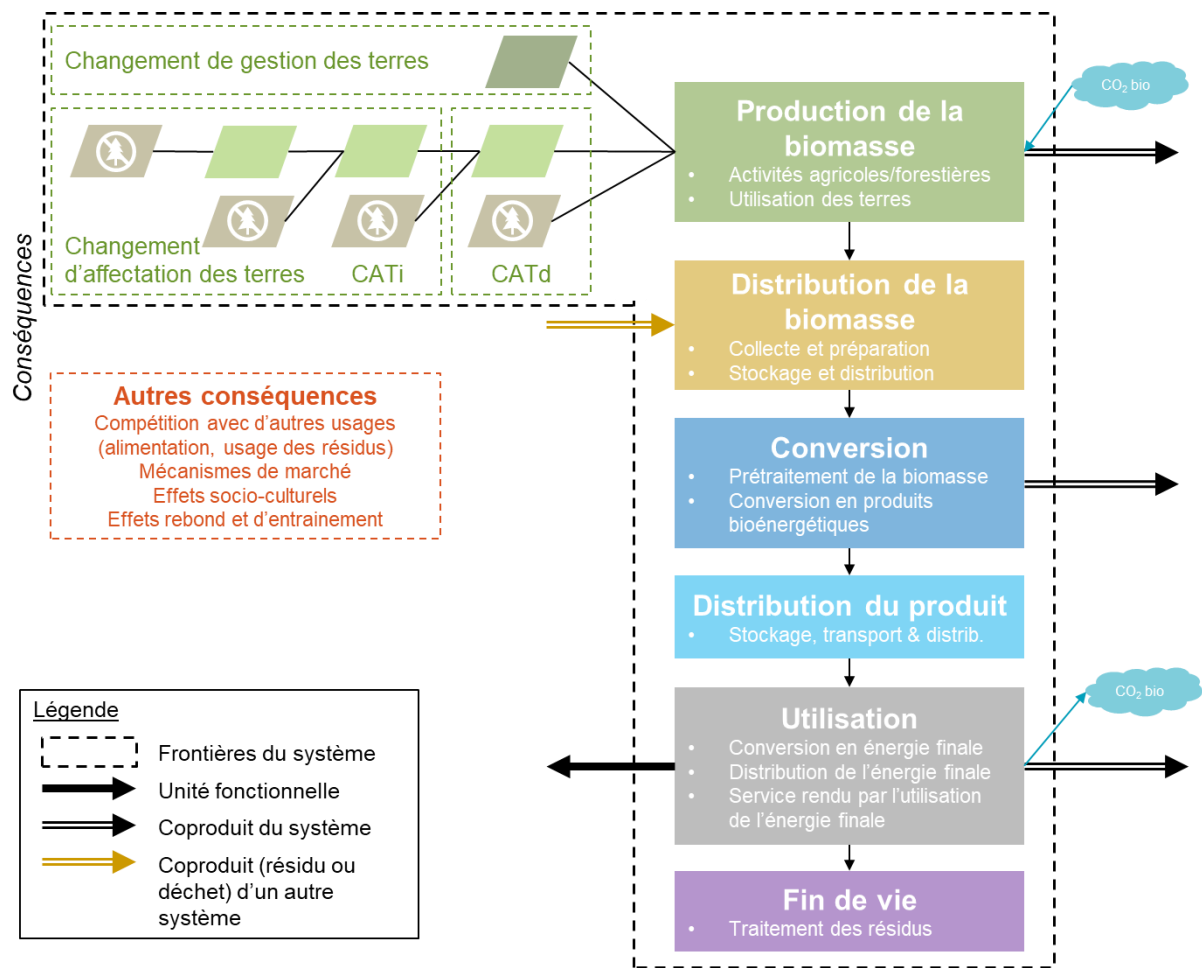 Conséquences
Changement de gestion des terres
Changement
d’affectation des terres
CATi
CATd
Production de la
biomasse
• Activités agricoles/forestières
• Utilisation des terres
CO₂ bio
Distribution de la
biomasse
• Collecte et préparation
• Stockage et distribution
Autres conséquences
Compétition avec d’autres usages
(alimentation, usage des résidus)
Mécanismes de marché
Effets socio-culturels
Effets rebond et d’entrainement
Conversion
• Prétraitement de la biomasse
• Conversion en produits
bioénergétiques
Distribution du produit
• Stockage, transport & distrib.
Utilisation
• Conversion en énergie finale
• Distribution de l’énergie finale
• Service rendu par l’utilisation
de l’énergie finale
CO₂ bio
Fin de vie
• Traitement des résidus
Légende
Frontières du système
Unité fonctionnelle
Coproduit du système
Coproduit (résidu ou
déchet) d’un autre
système